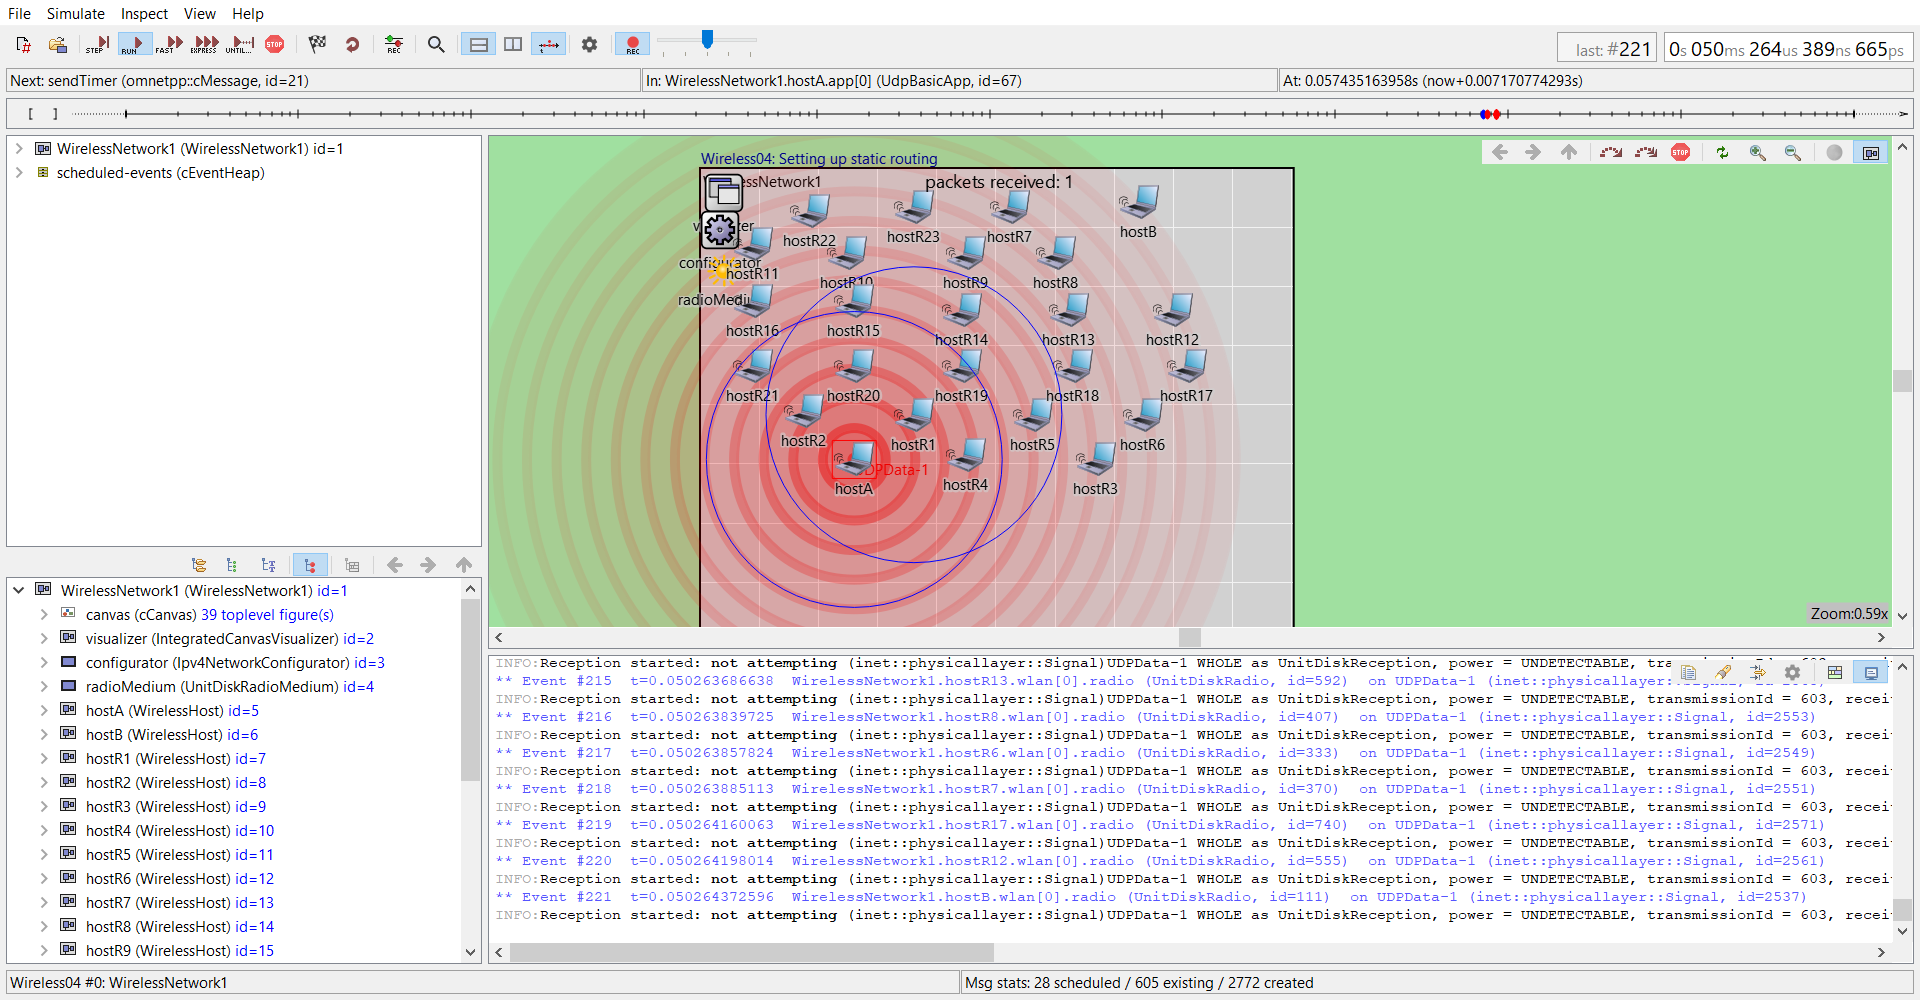 File Simulate Inspect View Help
STEP RUN FAST EXPRESS UNTIL... STOP REC REC
last: #221 0s 050ms 264us 389ns 665ps
Next: sendTimer (omnetpp::cMessage, id=21) In: WirelessNetwork1.hostA.app[0] (UdpBasicApp, id=67) At: 0.057435163958s (now+0.007170774293s)
WirelessNetwork1 (WirelessNetwork1) id=1
scheduled-events (cEventHeap)
Wireless04: Setting up static routing
STOP
essNetwork1 packets received: 1
hostB
hostR22 hostR23 hostR7
configurator
hostR11 hostR10 hostR9 hostR8
radioMediu
hostR16 hostR15 hostR14 hostR13 hostR12
hostR21 hostR20 hostR19 hostR18 hostR17
hostR2 hostR1 hostR5 hostR6
DPData-1
hostA hostR4 hostR3
Zoom:0.59x
WirelessNetwork1 (WirelessNetwork1) id=1
canvas (cCanvas) 39 toplevel figure(s)
visualizer (IntegratedCanvasVisualizer) id=2
configurator (Ipv4NetworkConfigurator) id=3
radioMedium (UnitDiskRadioMedium) id=4
hostA (WirelessHost) id=5
hostB (WirelessHost) id=6
hostR1 (WirelessHost) id=7
hostR2 (WirelessHost) id=8
hostR3 (WirelessHost) id=9
hostR4 (WirelessHost) id=10
hostR5 (WirelessHost) id=11
hostR6 (WirelessHost) id=12
hostR7 (WirelessHost) id=13
hostR8 (WirelessHost) id=14
hostR9 (WirelessHost) id=15
INFO:Reception started: not attempting (inet::physicallayer::Signal)UDPData-1 WHOLE as UnitDiskReception, power = UNDETECTABLE, transmissionId = 603, recei
** Event #215 t=0.050263686638 WirelessNetwork1.hostR13.wlan[0].radio (UnitDiskRadio, id=592) on UDPData-1 (inet::physicallayer::Signal,
INFO:Reception started: not attempting (inet::physicallayer::Signal)UDPData-1 WHOLE as UnitDiskReception, power = UNDETECTABLE, transmissionId = 603, recei
** Event #216 t=0.050263839725 WirelessNetwork1.hostR8.wlan[0].radio (UnitDiskRadio, id=407) on UDPData-1 (inet::physicallayer::Signal, id=2553)
INFO:Reception started: not attempting (inet::physicallayer::Signal)UDPData-1 WHOLE as UnitDiskReception, power = UNDETECTABLE, transmissionId = 603, recei
** Event #217 t=0.050263857824 WirelessNetwork1.hostR6.wlan[0].radio (UnitDiskRadio, id=333) on UDPData-1 (inet::physicallayer::Signal, id=2549)
INFO:Reception started: not attempting (inet::physicallayer::Signal)UDPData-1 WHOLE as UnitDiskReception, power = UNDETECTABLE, transmissionId = 603, recei
** Event #218 t=0.050263885113 WirelessNetwork1.hostR7.wlan[0].radio (UnitDiskRadio, id=370) on UDPData-1 (inet::physicallayer::Signal, id=2551)
INFO:Reception started: not attempting (inet::physicallayer::Signal)UDPData-1 WHOLE as UnitDiskReception, power = UNDETECTABLE, transmissionId = 603, recei
** Event #219 t=0.050264160063 WirelessNetwork1.hostR17.wlan[0].radio (UnitDiskRadio, id=740) on UDPData-1 (inet::physicallayer::Signal, id=2571)
INFO:Reception started: not attempting (inet::physicallayer::Signal)UDPData-1 WHOLE as UnitDiskReception, power = UNDETECTABLE, transmissionId = 603, recei
** Event #220 t=0.050264198014 WirelessNetwork1.hostR12.wlan[0].radio (UnitDiskRadio, id=555) on UDPData-1 (inet::physicallayer::Signal, id=2561)
INFO:Reception started: not attempting (inet::physicallayer::Signal)UDPData-1 WHOLE as UnitDiskReception, power = UNDETECTABLE, transmissionId = 603, recei
** Event #221 t=0.050264372596 WirelessNetwork1.hostB.wlan[0].radio (UnitDiskRadio, id=111) on UDPData-1 (inet::physicallayer::Signal, id=2537)
INFO:Reception started: not attempting (inet::physicallayer::Signal)UDPData-1 WHOLE as UnitDiskReception, power = UNDETECTABLE, transmissionId = 603, recei
Wireless04 #0: WirelessNetwork1 Msg stats: 28 scheduled / 605 existing / 2772 created